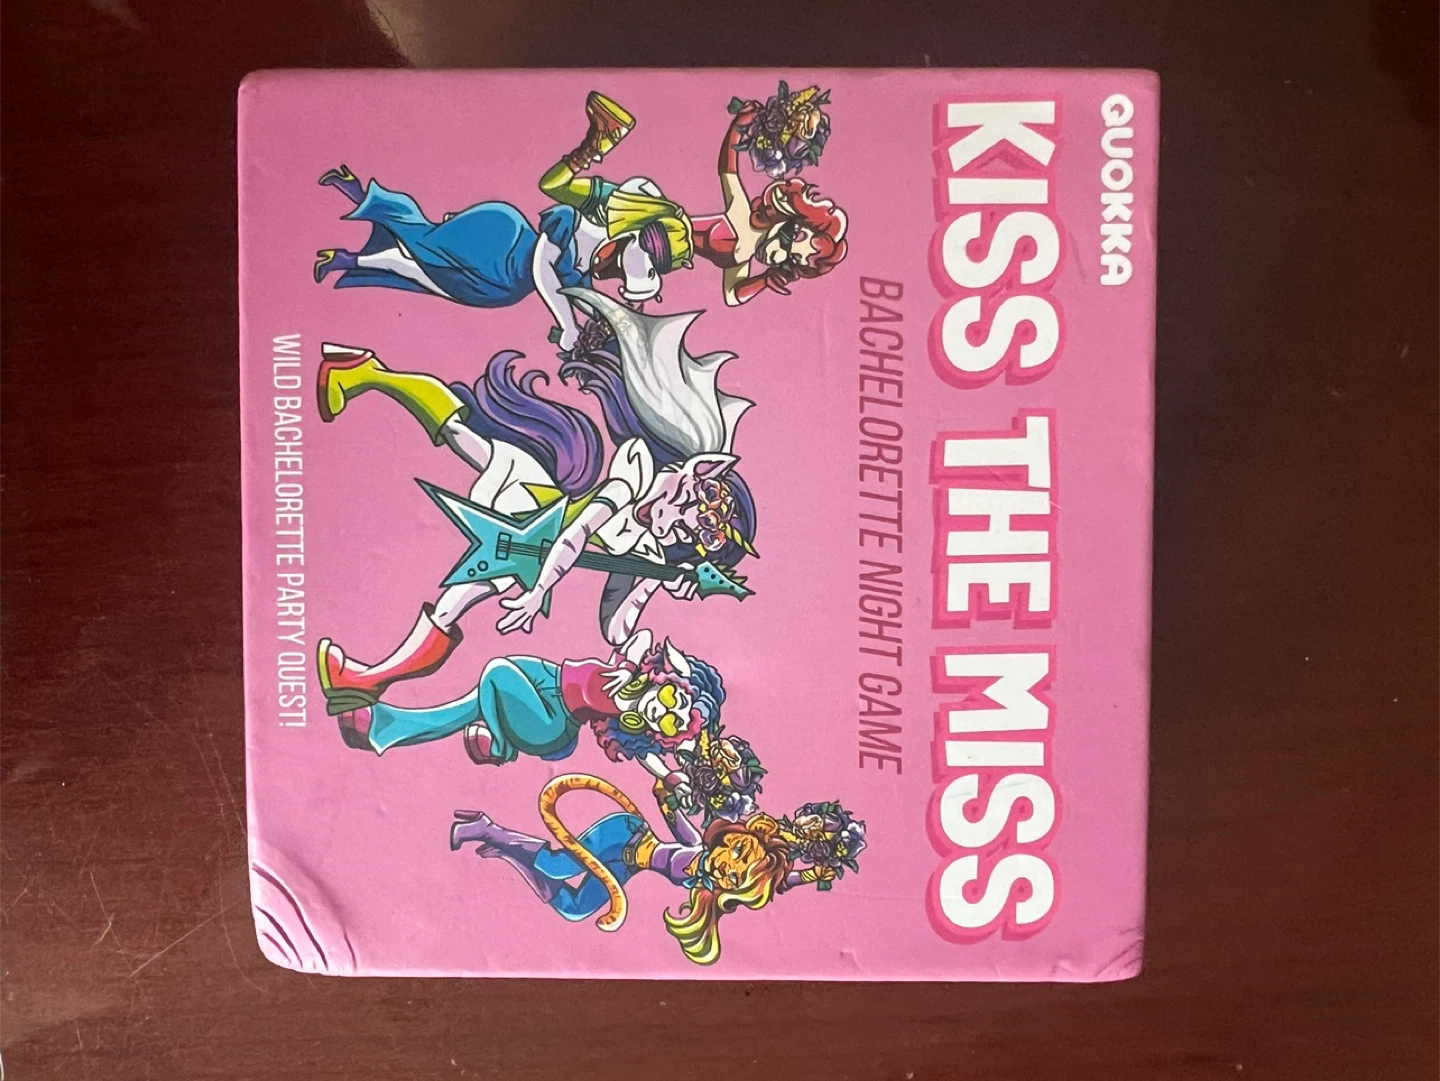 QUOKKA
KISS THE MISS
BACHELORETTE NIGHT GAME
WILD BACHELORETTE PARTY QUEST!